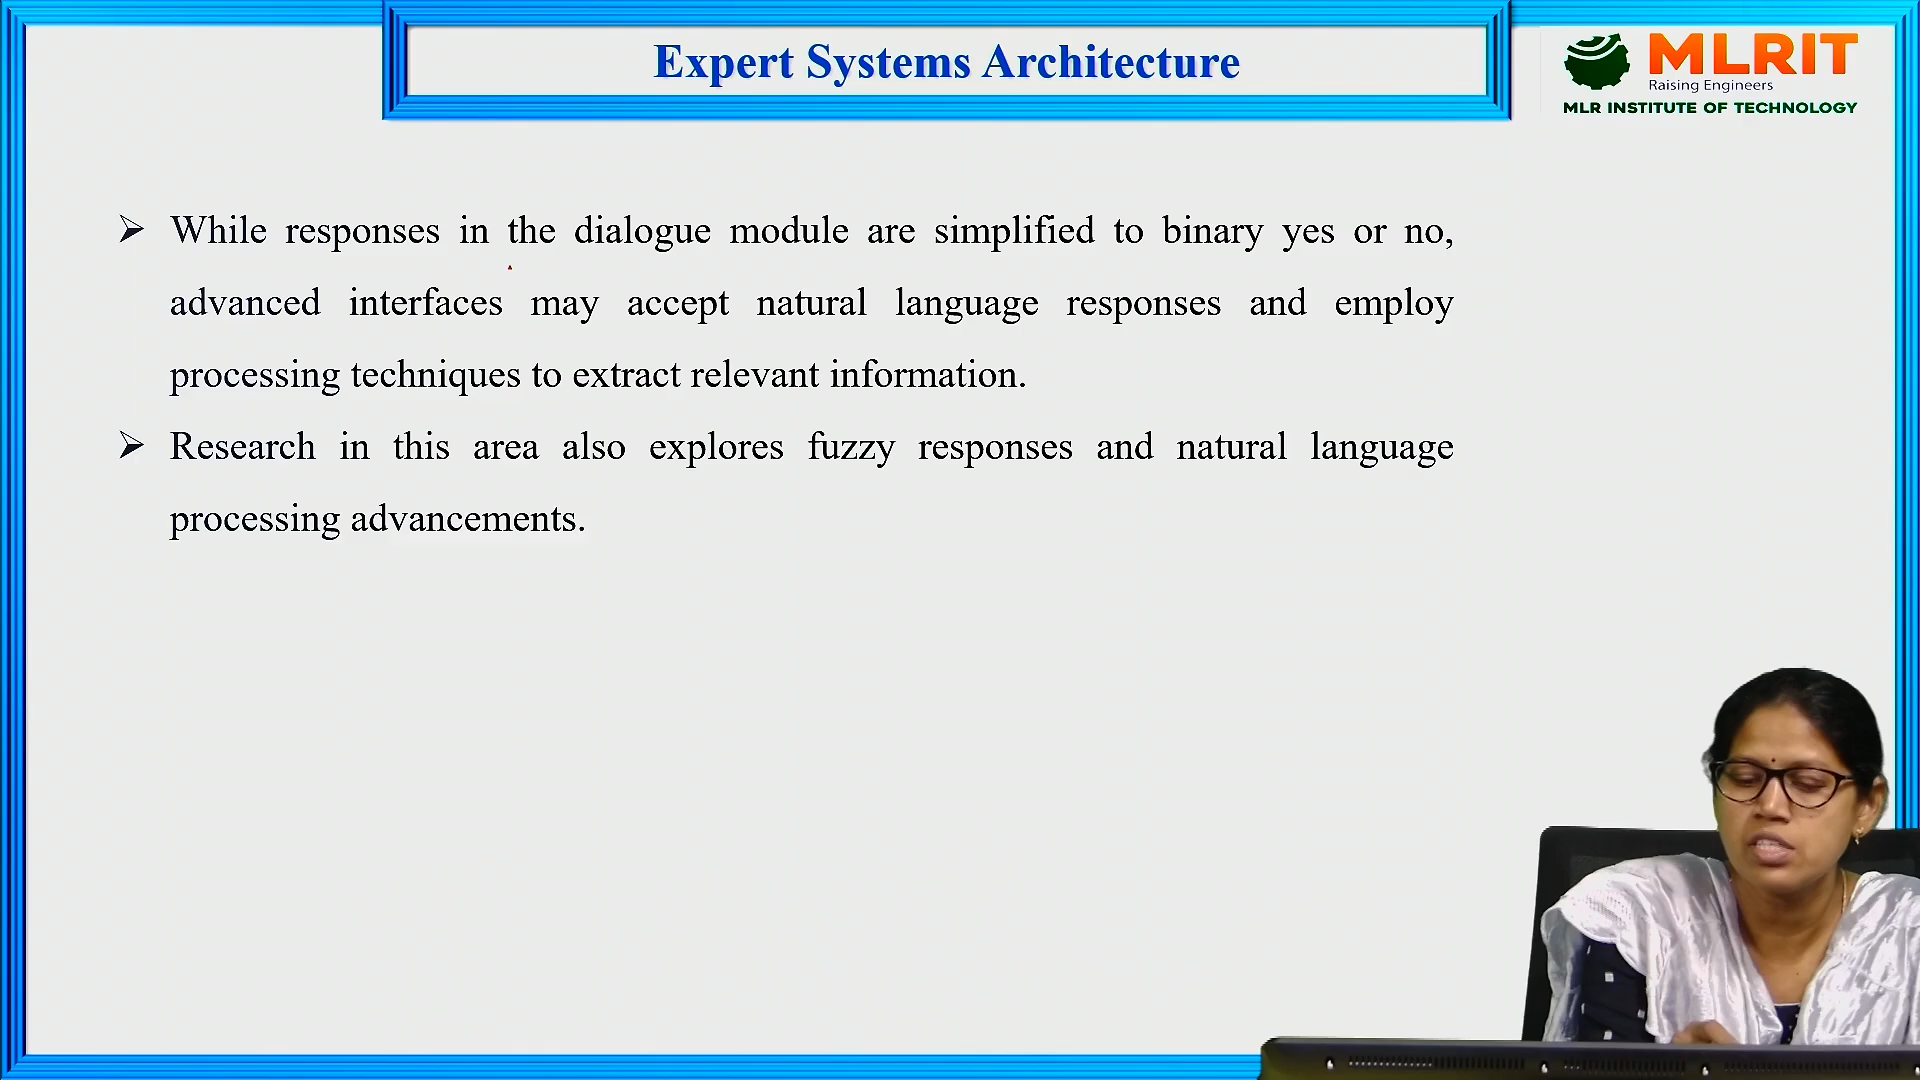 Expert Systems Architecture
MLRIT
Raising Engineers
MLR INSTITUTE OF TECHNOLOGY
While responses in the dialogue module are simplified to binary yes or no,
advanced interfaces may accept natural language responses and employ
processing techniques to extract relevant information.
Research in this area also explores fuzzy responses and natural language
processing advancements.